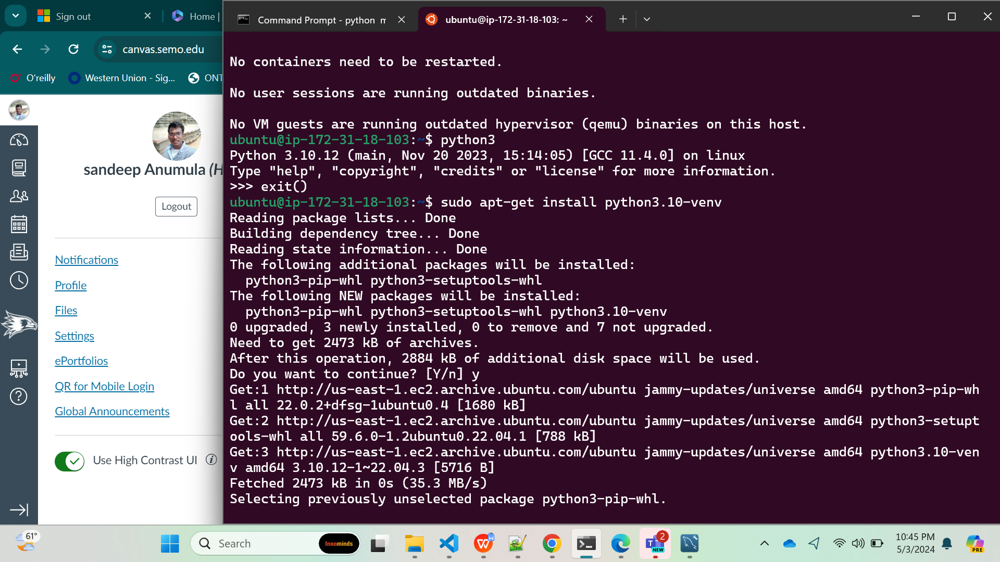 Sign out
Home |
canvas.semo.edu
O'reilly
Western Union - Sig...
ONT
sandeep Anumula (H
Logout
Notifications
Profile
Files
Settings
ePortfolios
QR for Mobile Login
Global Announcements
Use High Contrast UI
Command Prompt - python m
ubuntu@ip-172-31-18-103: ~
No containers need to be restarted.
No user sessions are running outdated binaries.
No VM guests are running outdated hypervisor (qemu) binaries on this host.
ubuntu@ip-172-31-18-103:~$ python3
Python 3.10.12 (main, Nov 20 2023, 15:14:05) [GCC 11.4.0] on linux
Type "help", "copyright", "credits" or "license" for more information.
>>> exit()
ubuntu@ip-172-31-18-103:~$ sudo apt-get install python3.10-venv
Reading package lists... Done
Building dependency tree... Done
Reading state information... Done
The following additional packages will be installed:
  python3-pip-whl python3-setuptools-whl
The following NEW packages will be installed:
  python3-pip-whl python3-setuptools-whl python3.10-venv
0 upgraded, 3 newly installed, 0 to remove and 7 not upgraded.
Need to get 2473 kB of archives.
After this operation, 2884 kB of additional disk space will be used.
Do you want to continue? [Y/n] y
Get:1 http://us-east-1.ec2.archive.ubuntu.com/ubuntu jammy-updates/universe amd64 python3-pip-wh
l all 22.0.2+dfsg-1ubuntu0.4 [1680 kB]
Get:2 http://us-east-1.ec2.archive.ubuntu.com/ubuntu jammy-updates/universe amd64 python3-setupt
ools-whl all 59.6.0-1.2ubuntu0.22.04.1 [788 kB]
Get:3 http://us-east-1.ec2.archive.ubuntu.com/ubuntu jammy-updates/universe amd64 python3.10-ven
v amd64 3.10.12-1~22.04.3 [5716 B]
Fetched 2473 kB in 0s (35.3 MB/s)
Selecting previously unselected package python3-pip-whl.
61°
Search
Innominds
2
NEW
10:45 PM
5/3/2024
PRE